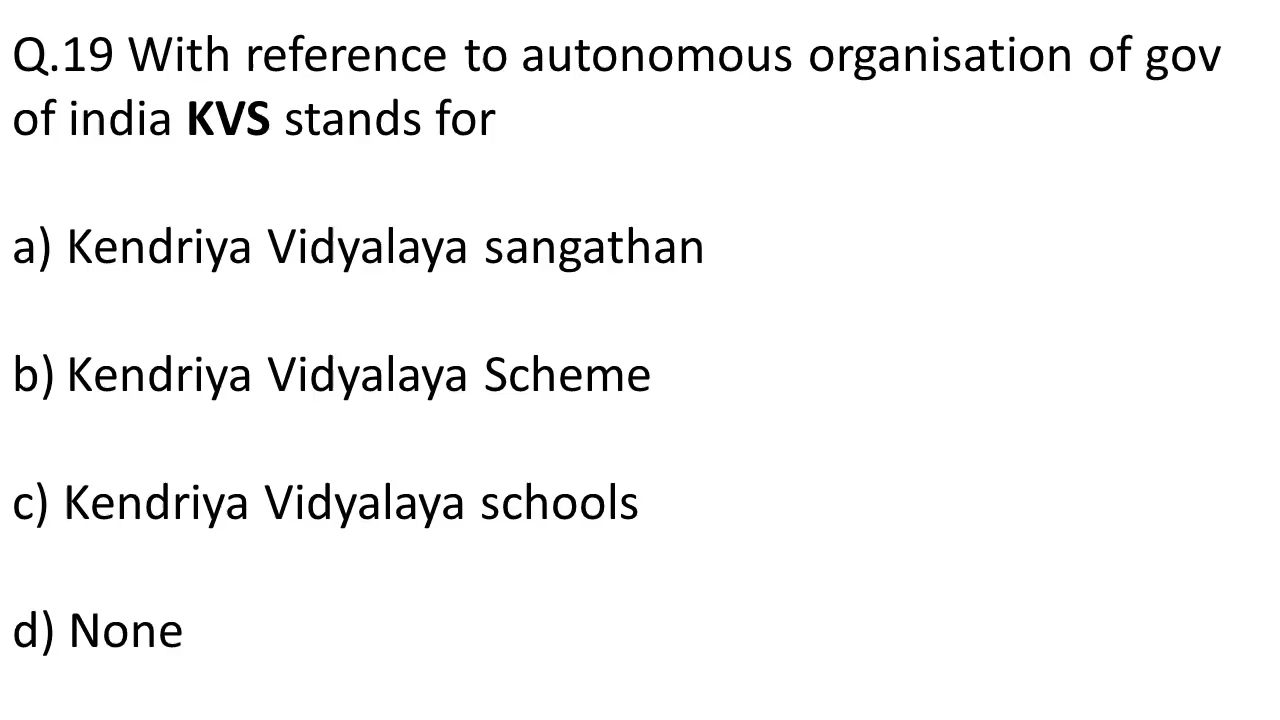 Q.19 With reference to autonomous organisation of gov
of india KVS stands for
a) Kendriya Vidyalaya sangathan
b) Kendriya Vidyalaya Scheme
c) Kendriya Vidyalaya schools
d) None